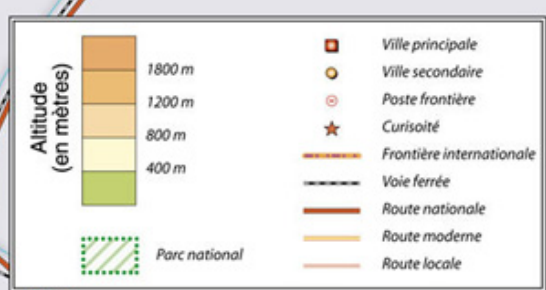 Altitude
(en mètres)
1800 m
1200 m
800 m
400 m
Parc national
Ville principale
Ville secondaire
Poste frontière
Curisoité
Frontière internationale
Voie ferrée
Route nationale
Route moderne
Route locale